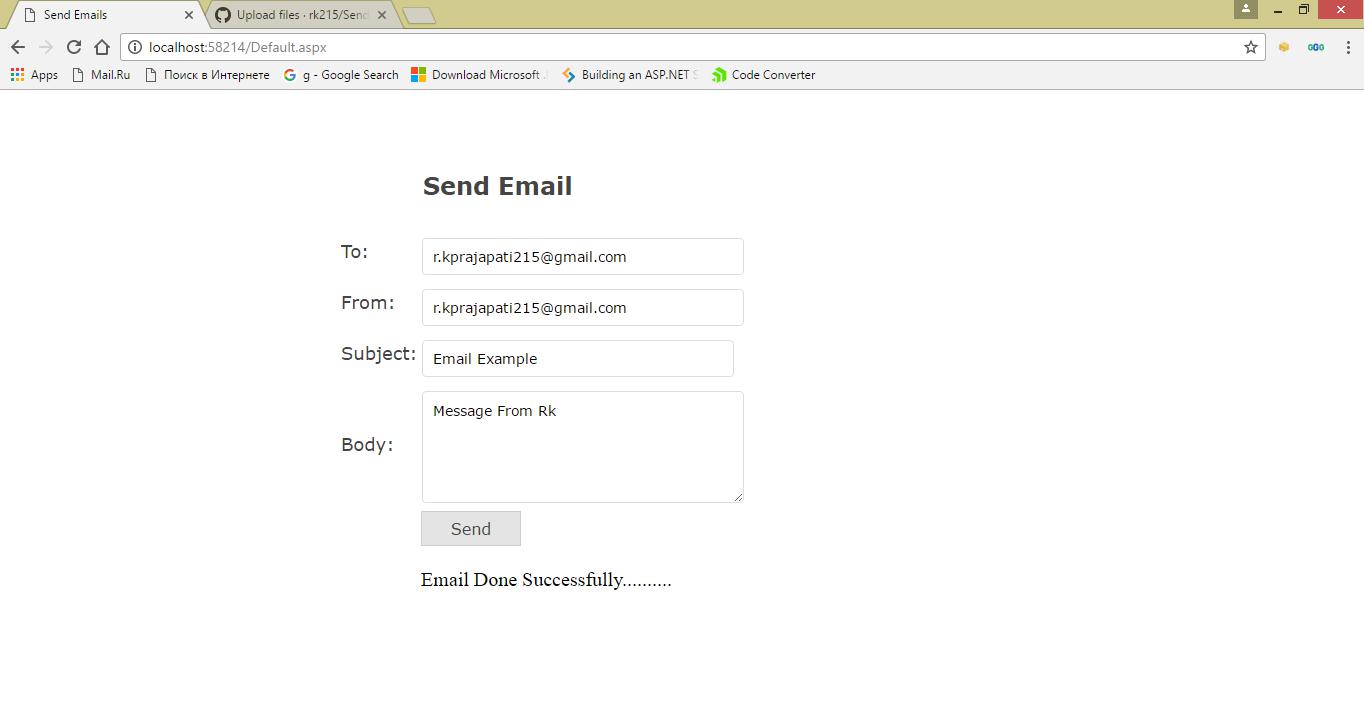 Send Emails
Upload files · rk215/Send
localhost:58214/Default.aspx
Apps Mail.Ru Поиск в Интернете g - Google Search Download Microsoft Building an ASP.NET Code Converter
Send Email
To: r.kprajapati215@gmail.com
From: r.kprajapati215@gmail.com
Subject: Email Example
Body: Message From Rk
Send
Email Done Successfully..........